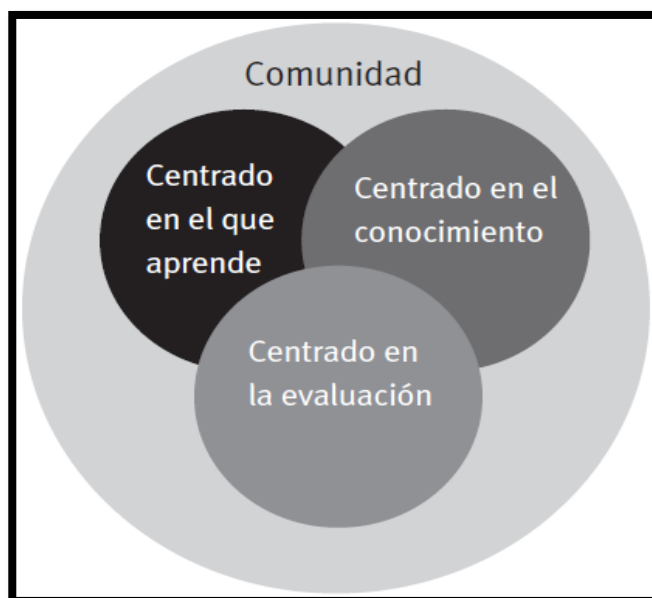 Comunidad
Centrado
en el que
aprende
Centrado en el
conocimiento
Centrado en
la evaluación